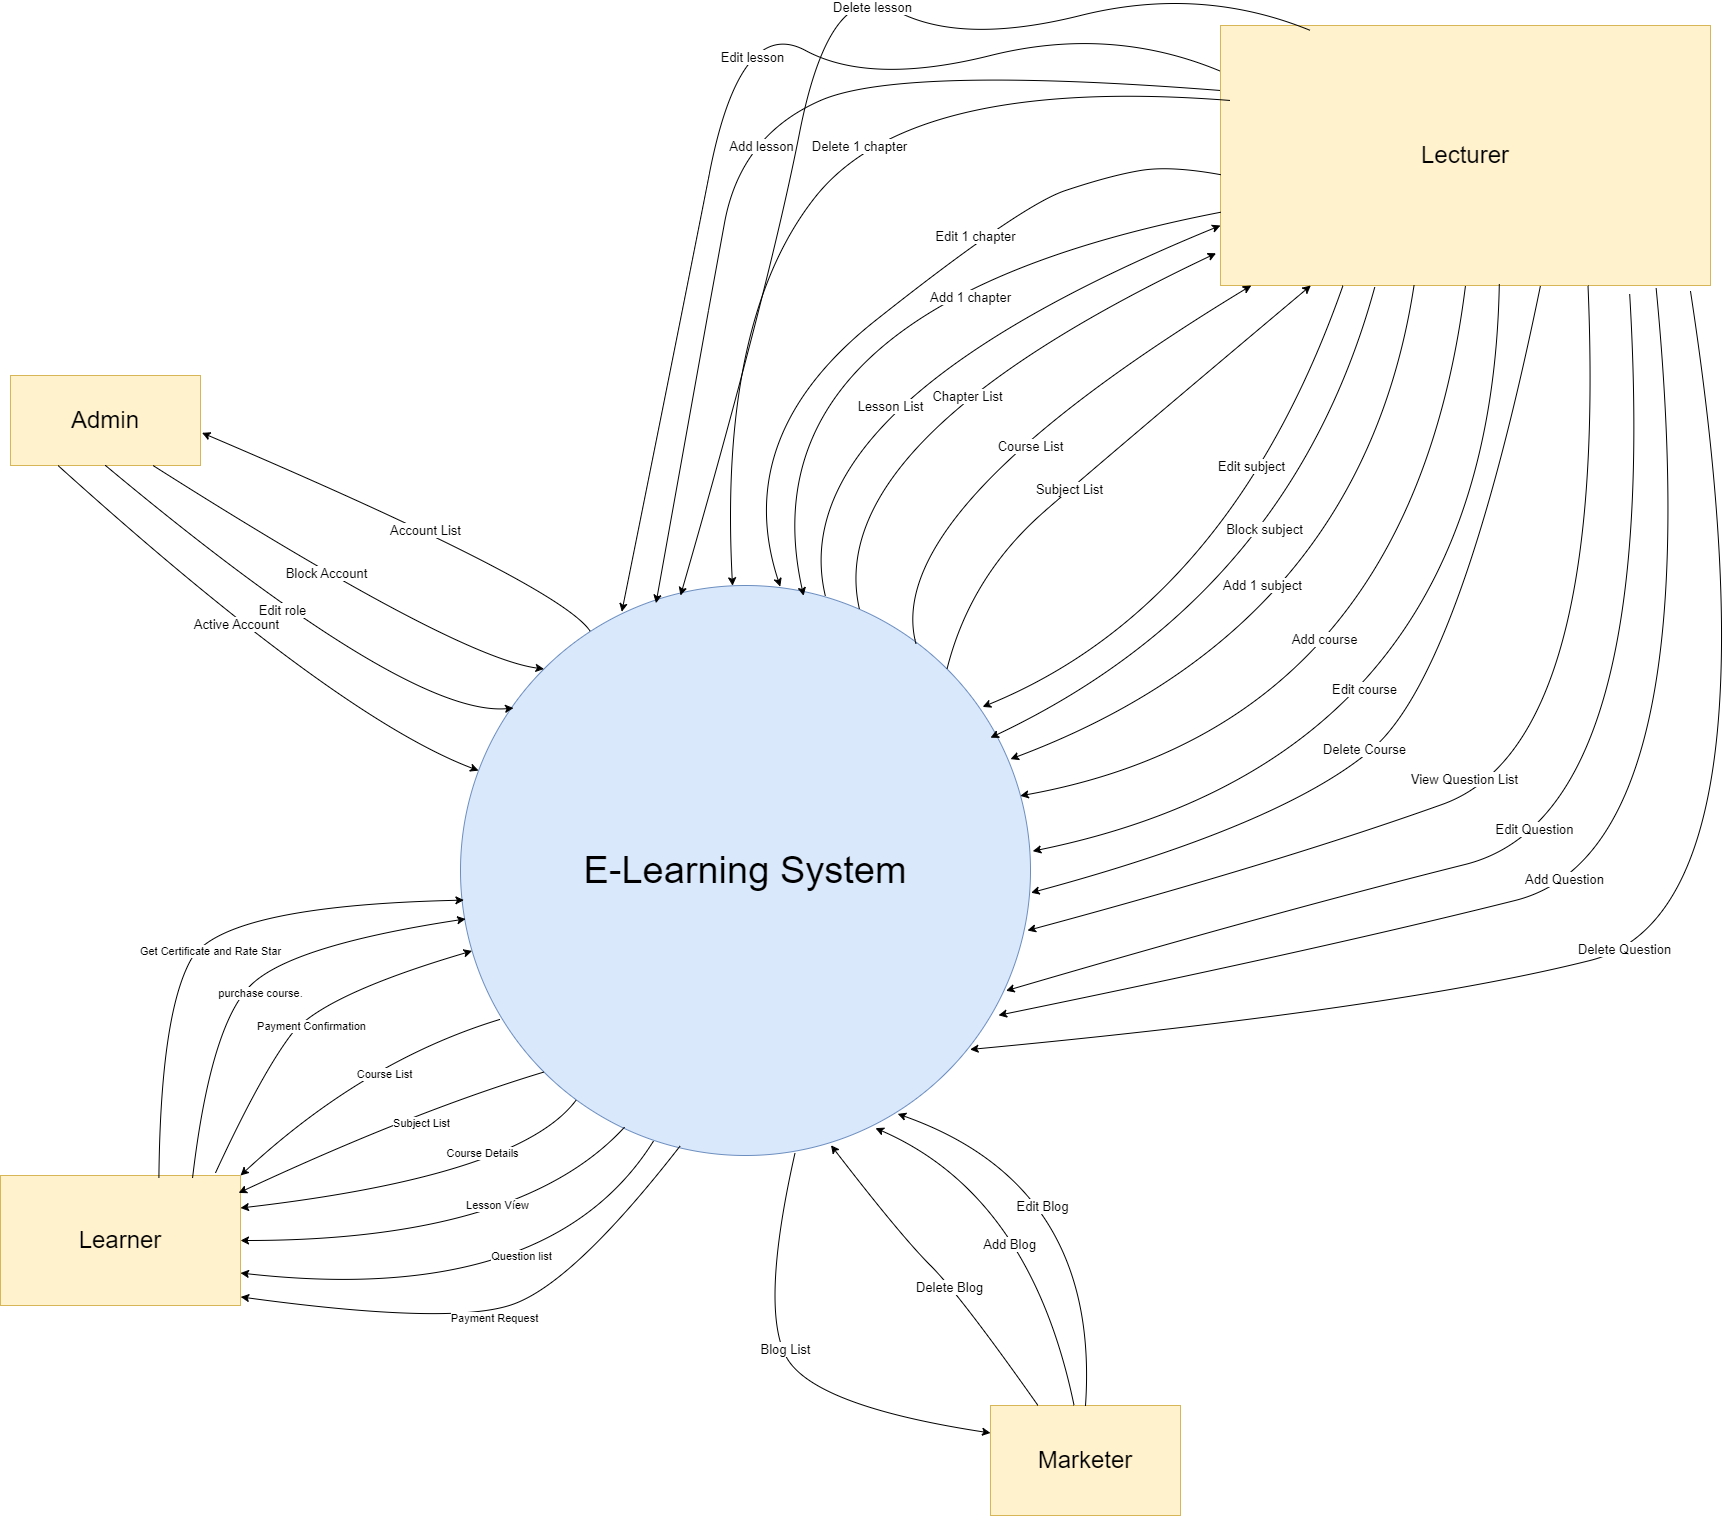 Delete lesson
Edit lesson
Add lesson
Delete 1 chapter
Lecturer
Edit 1 chapter
Add 1 chapter
Lesson List
Chapter List
Course List
Subject List
Admin
Account List
Block Account
Edit role
Active Account
Edit subject
Block subject
Add 1 subject
Add course
Edit course
Delete Course
View Question List
Edit Question
Add Question
Delete Question
E-Learning System
Get Certificate and Rate Star
purchase course.
Payment Confirmation
Course List
Subject List
Course Details
Lesson View
Question list
Payment Request
Learner
Edit Blog
Add Blog
Delete Blog
Blog List
Marketer